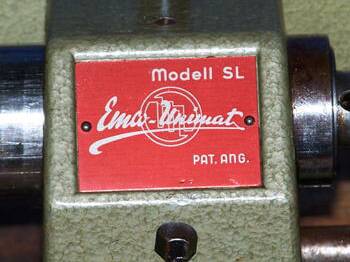 Modell SL
Emco-Unimat
PAT. ANG.